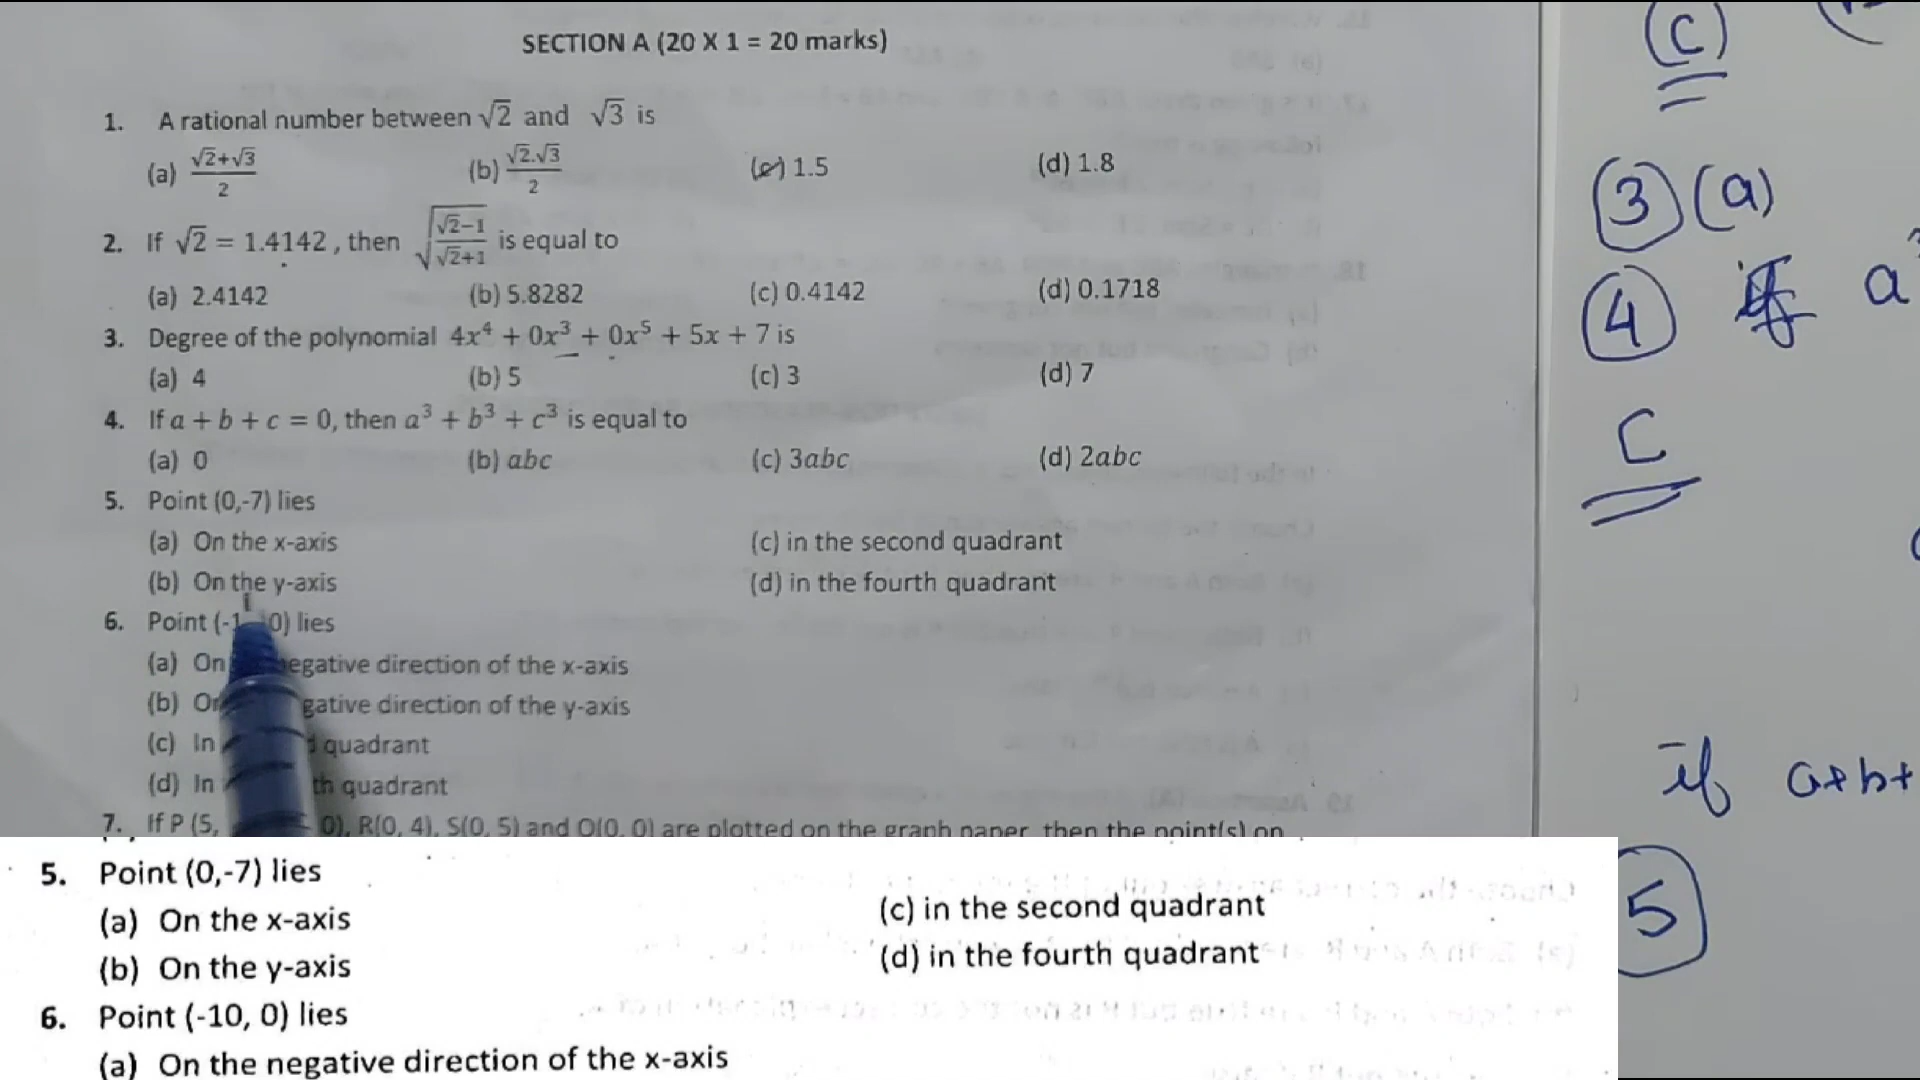 SECTION A (20 X 1 = 20 marks)
1. A rational number between √2 and √3 is
(a) (√2+√3)/2 (b) (√2.√3)/2 (c) 1.5 (d) 1.8
2. If √2 = 1.4142 , then √((√2−1)/(√2+1)) is equal to
(a) 2.4142 (b) 5.8282 (c) 0.4142 (d) 0.1718
3. Degree of the polynomial 4x⁴ + 0x³ + 0x⁵ + 5x + 7 is
(a) 4 (b) 5 (c) 3 (d) 7
4. If a + b + c = 0, then a³ + b³ + c³ is equal to
(a) 0 (b) abc (c) 3abc (d) 2abc
5. Point (0,-7) lies
(a) On the x-axis (c) in the second quadrant
(b) On the y-axis (d) in the fourth quadrant
6. Point (-1 0) lies
(a) On egative direction of the x-axis
(b) gative direction of the y-axis
(c) In quadrant
(d) In th quadrant
7. If P (5, 0), R(0, 4), S(0, 5) and O(0, 0) are plotted on the graph paper, then the point(s) on
5. Point (0,-7) lies
(a) On the x-axis (c) in the second quadrant
(b) On the y-axis (d) in the fourth quadrant
6. Point (-10, 0) lies
(a) On the negative direction of the x-axis
(c)
3 (a)
4 a
C
if a+b+
5